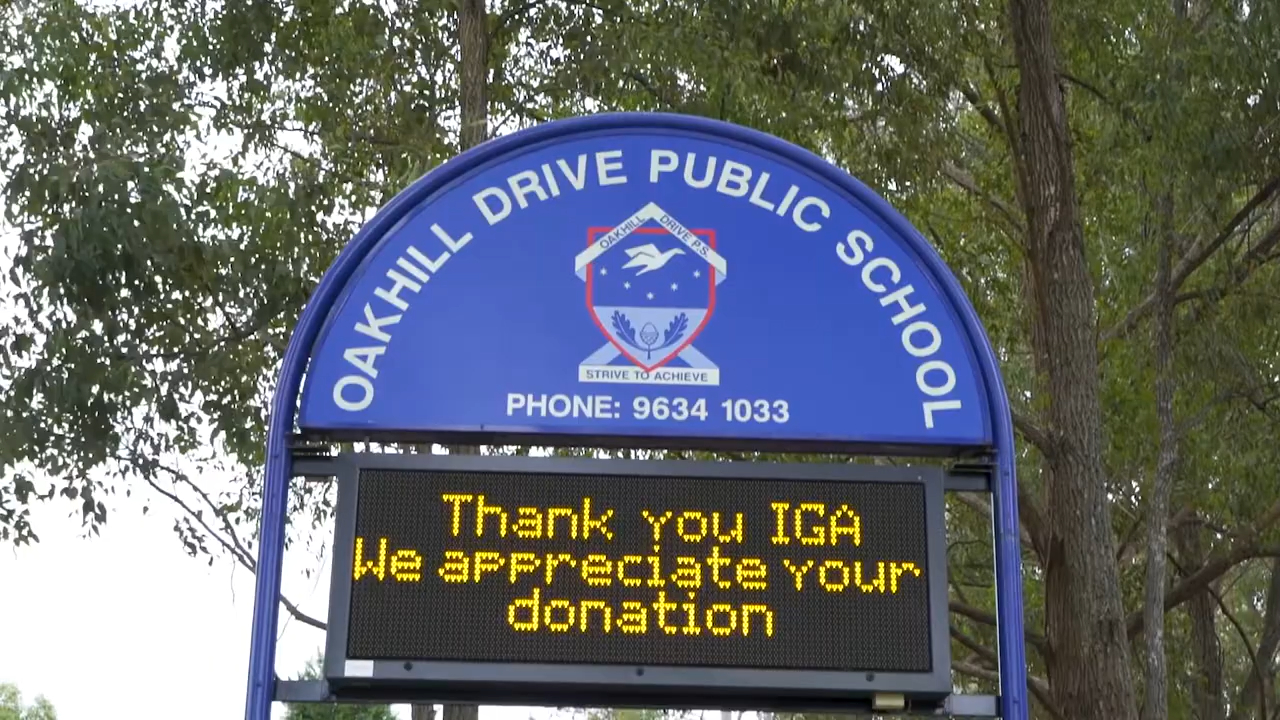 OAKHILL DRIVE PUBLIC SCHOOL
OAKHILL DRIVE P.S.
STRIVE TO ACHIEVE
PHONE: 9634 1033
Thank you IGA
We appreciate your
donation